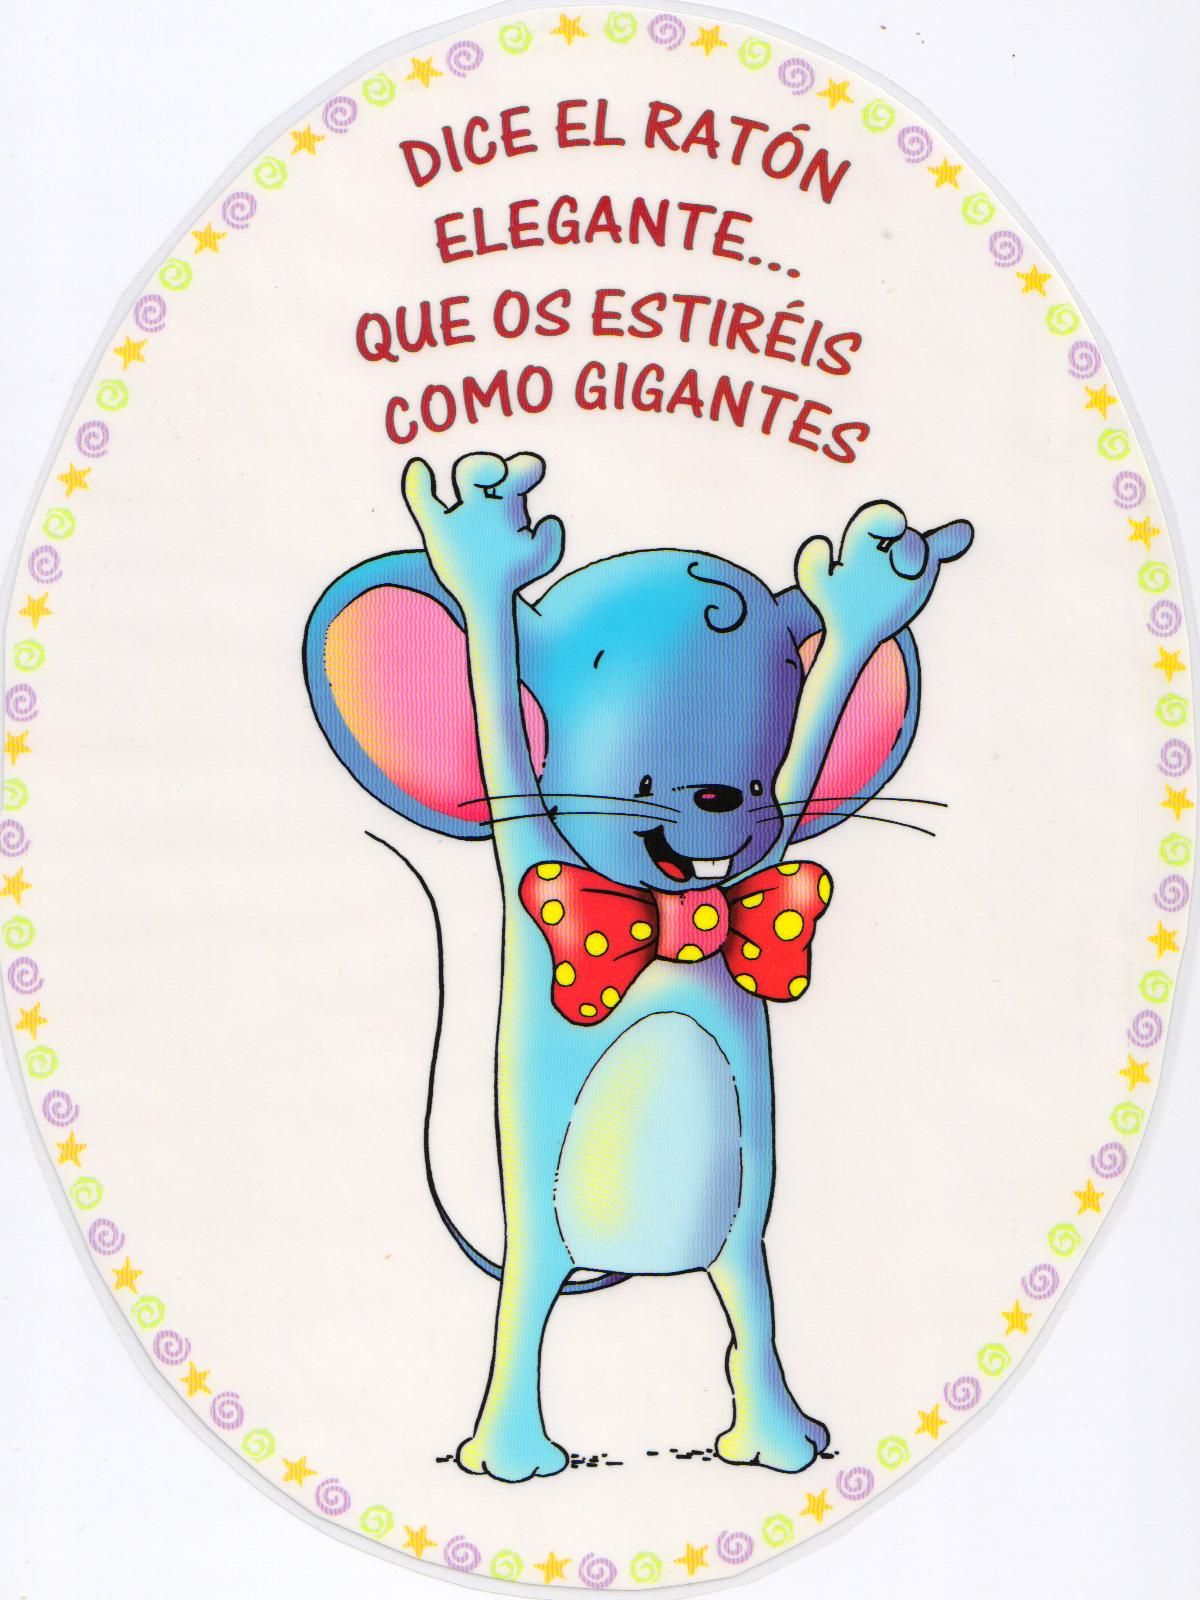 DICE EL RATÓN
ELEGANTE...
QUE OS ESTIRÉIS
COMO GIGANTES